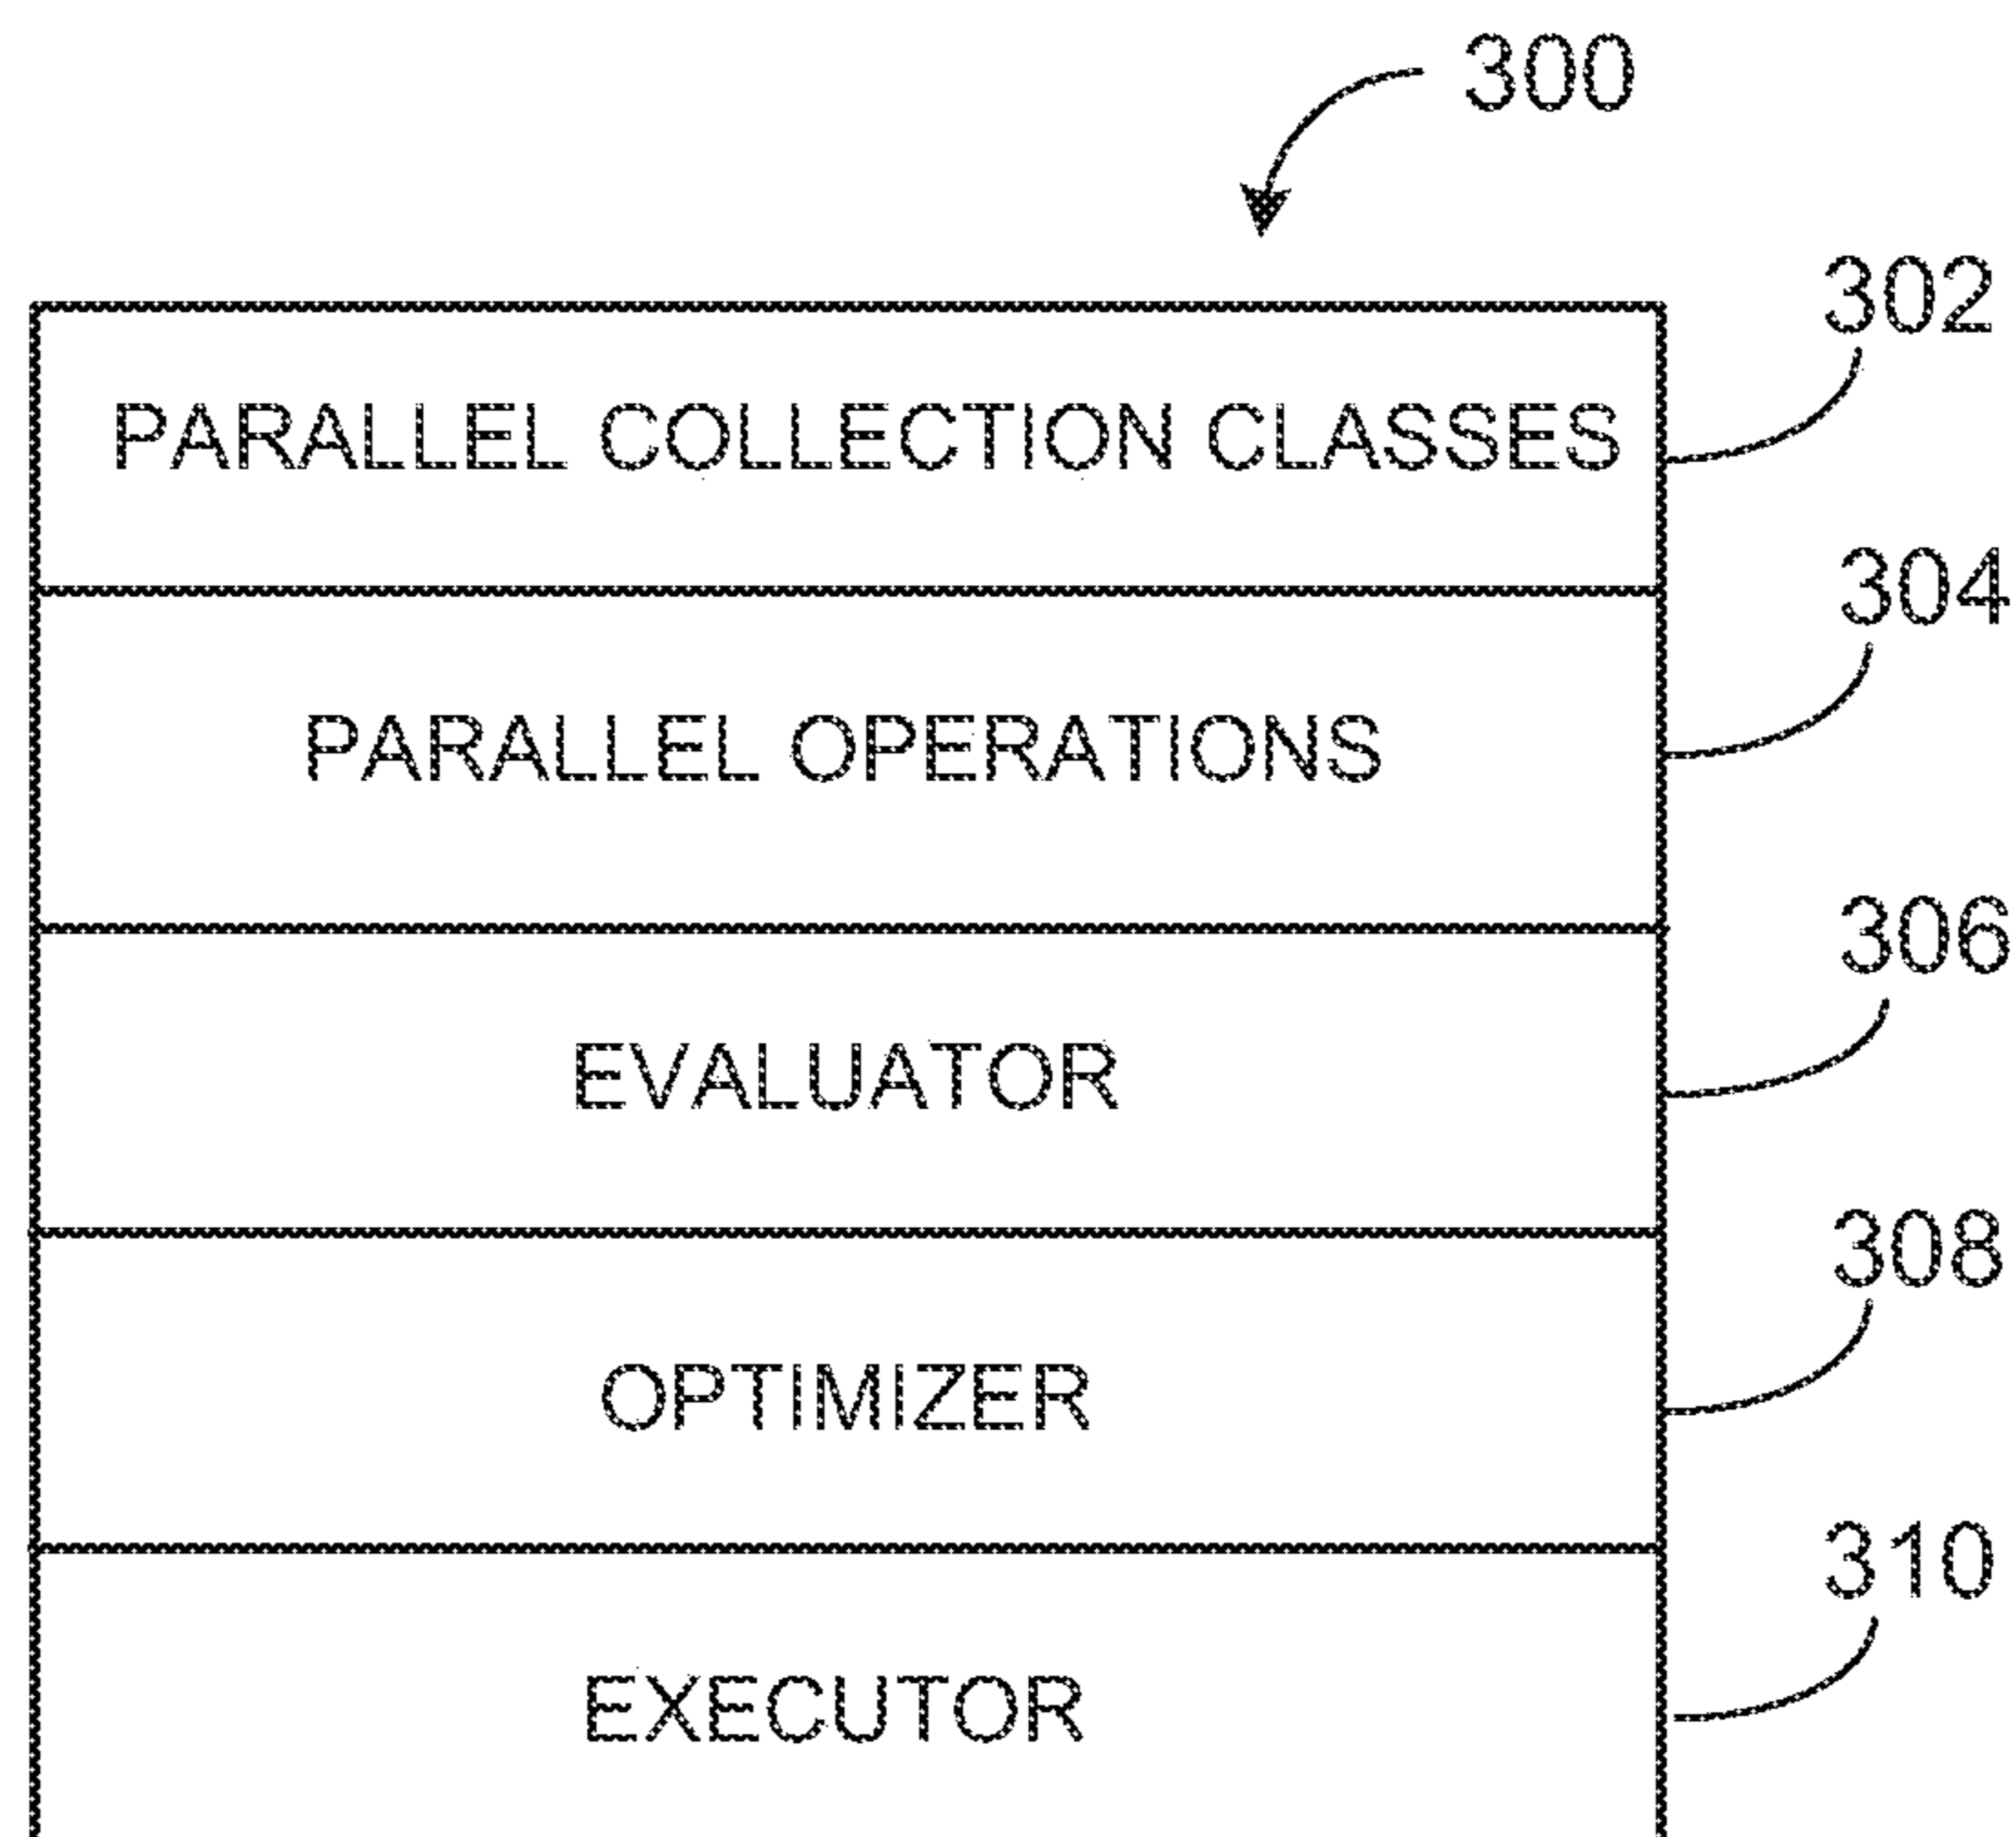 300
302
PARALLEL COLLECTION CLASSES
304
PARALLEL OPERATIONS
306
EVALUATOR
308
OPTIMIZER
310
EXECUTOR